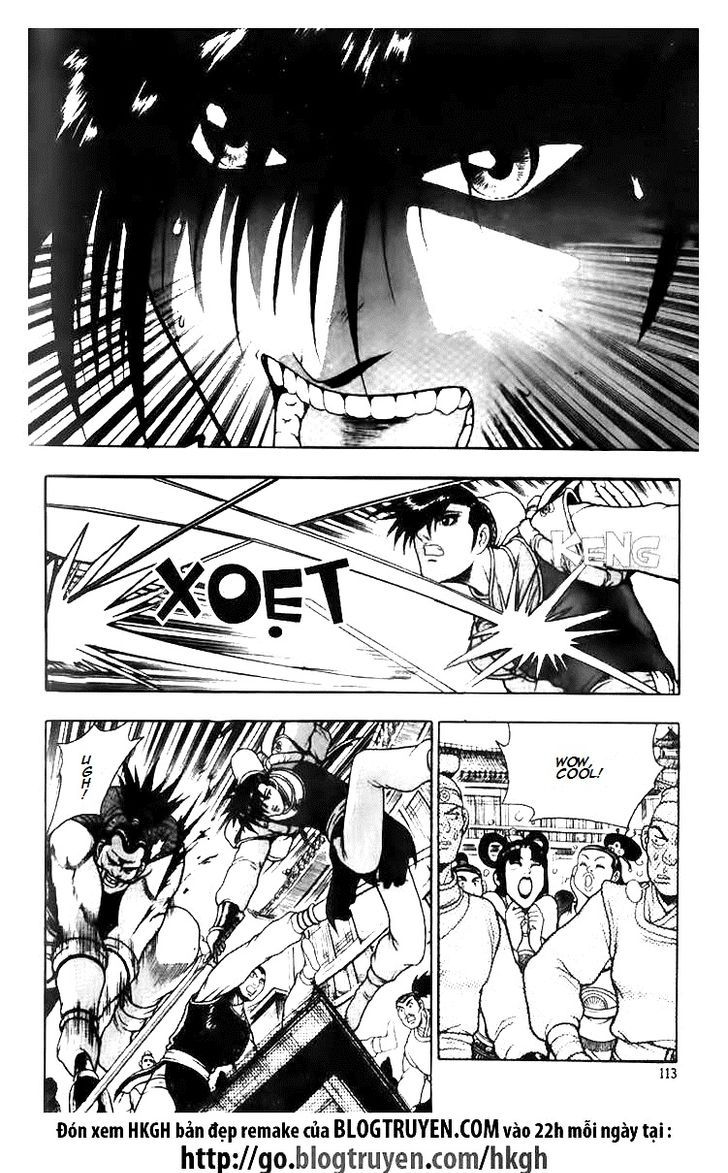 XOẸT
KENG
UGH!
WOW,
COOL!
113
Đón xem HKGH bản đẹp remake của BLOGTRUYEN.COM vào 22h mỗi ngày tại :
http://go.blogtruyen.com/hkgh